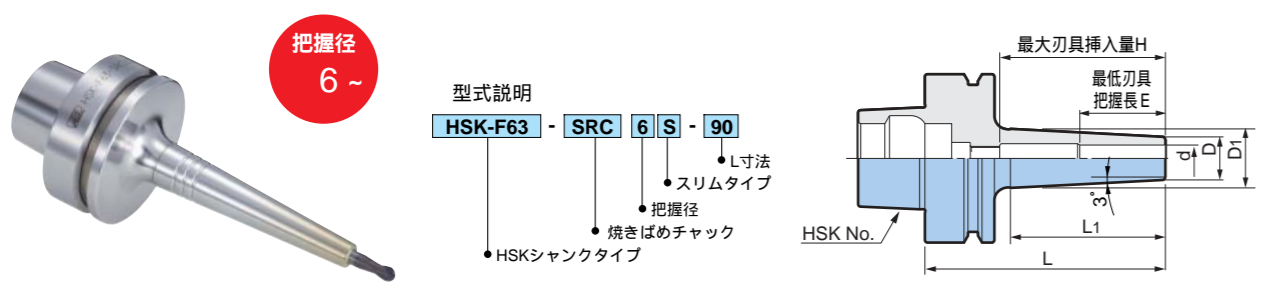 把握径
6 ~
型式説明
HSK-F63 - SRC 6 S - 90
L寸法
スリムタイプ
把握径
焼きばめチャック
HSKシャンクタイプ
最大刃具挿入量H
最低刃具
把握長E
d
D
D1
3°
HSK No.
L1
L